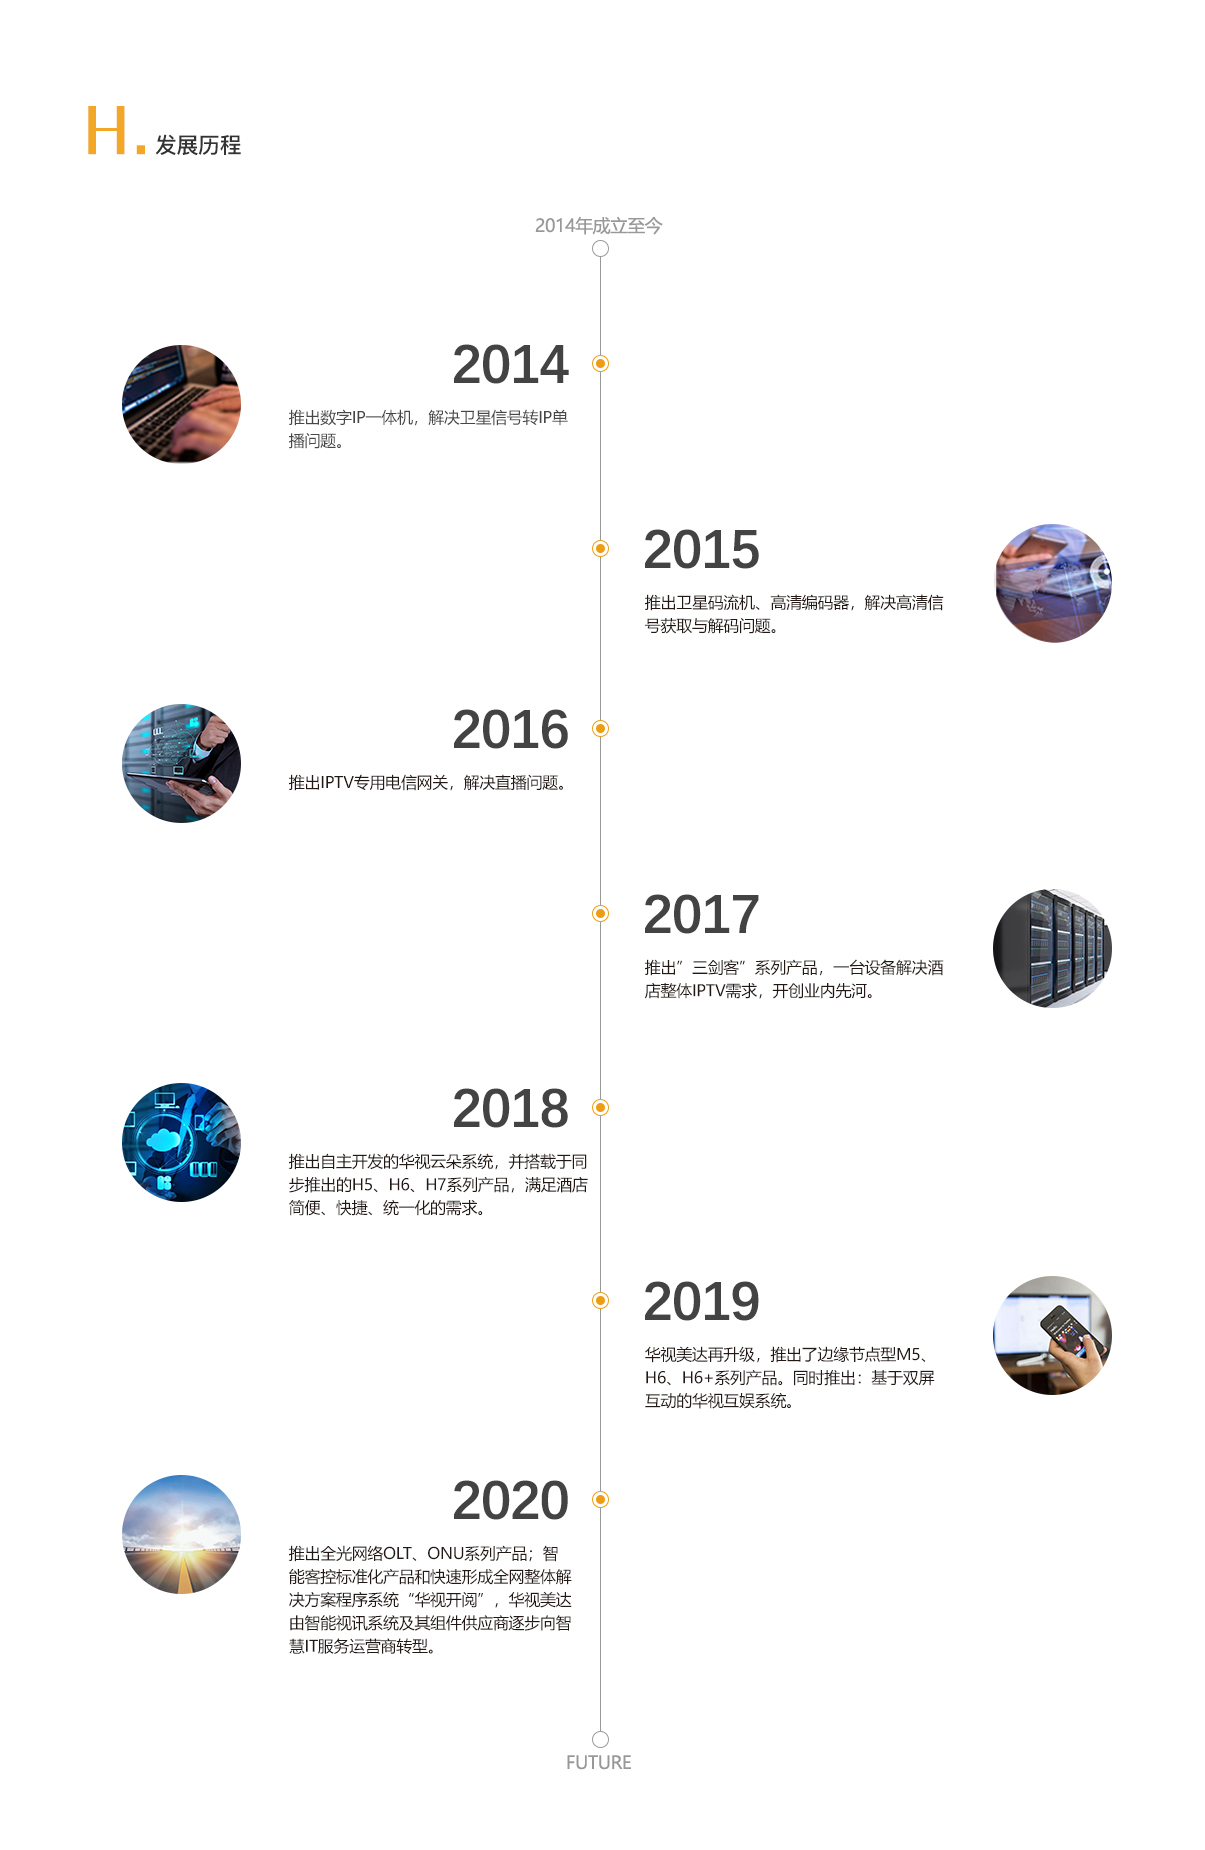 H. 发展历程
2014年成立至今
2014
推出数字IP一体机，解决卫星信号转IP单
播问题。
2015
推出卫星码流机、高清编码器，解决高清信
号获取与解码问题。
2016
推出IPTV专用电信网关，解决直播问题。
2017
推出”三剑客”系列产品，一台设备解决酒
店整体IPTV需求，开创业内先河。
2018
推出自主开发的华视云朵系统，并搭载于同
步推出的H5、H6、H7系列产品，满足酒店
简便、快捷、统一化的需求。
2019
华视美达再升级，推出了边缘节点型M5、
H6、H6+系列产品。同时推出：基于双屏
互动的华视互娱系统。
2020
推出全光网络OLT、ONU系列产品；智
能客控标准化产品和快速形成全网整体解
决方案程序系统“华视开阅”，华视美达
由智能视讯系统及其组件供应商逐步向智
慧IT服务运营商转型。
FUTURE